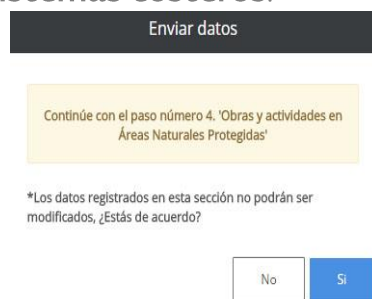 Enviar datos
Continúe con el paso número 4. 'Obras y actividades en
Áreas Naturales Protegidas'
*Los datos registrados en esta sección no podrán ser
modificados, ¿Estás de acuerdo?
No
Si